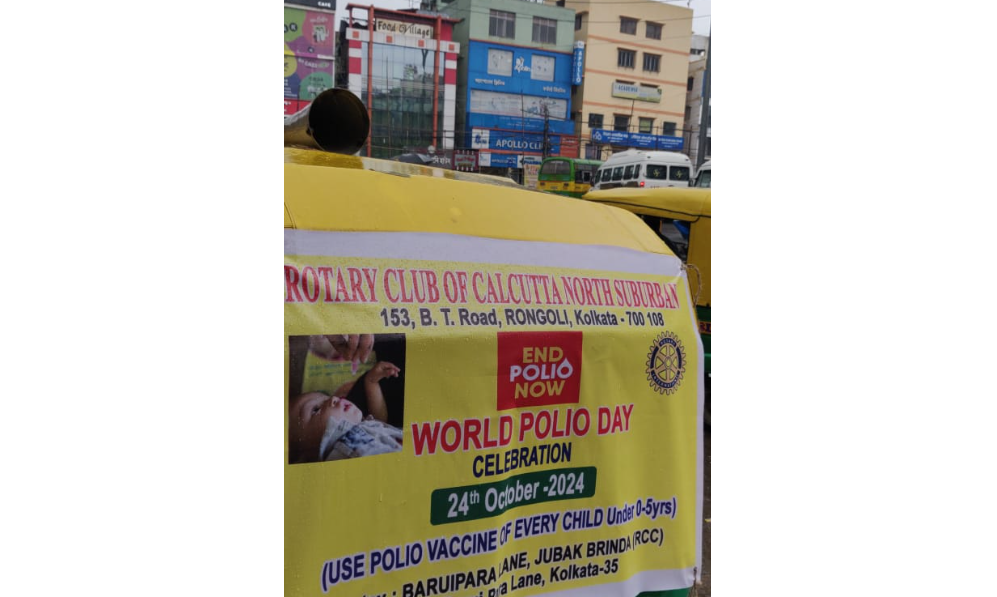 Food Village
APOLLO
APOLLO CLI
ROTARY CLUB OF CALCUTTA NORTH SUBURBAN
153, B. T. Road, RONGOLI, Kolkata - 700 108
END
POLIO
NOW
WORLD POLIO DAY
CELEBRATION
24th October -2024
(USE POLIO VACCINE OF EVERY CHILD Under 0-5yrs)
: BARUIPARA LANE, JUBAK BRINDA (RCC)
Lane, Kolkata-35